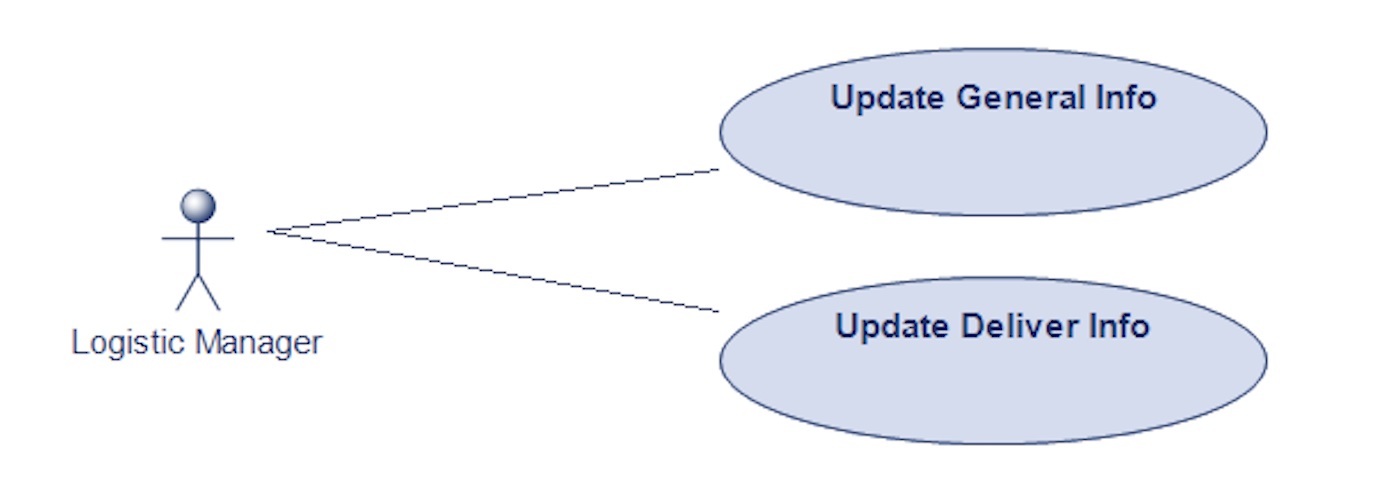 Update General Info
Logistic Manager
Update Deliver Info